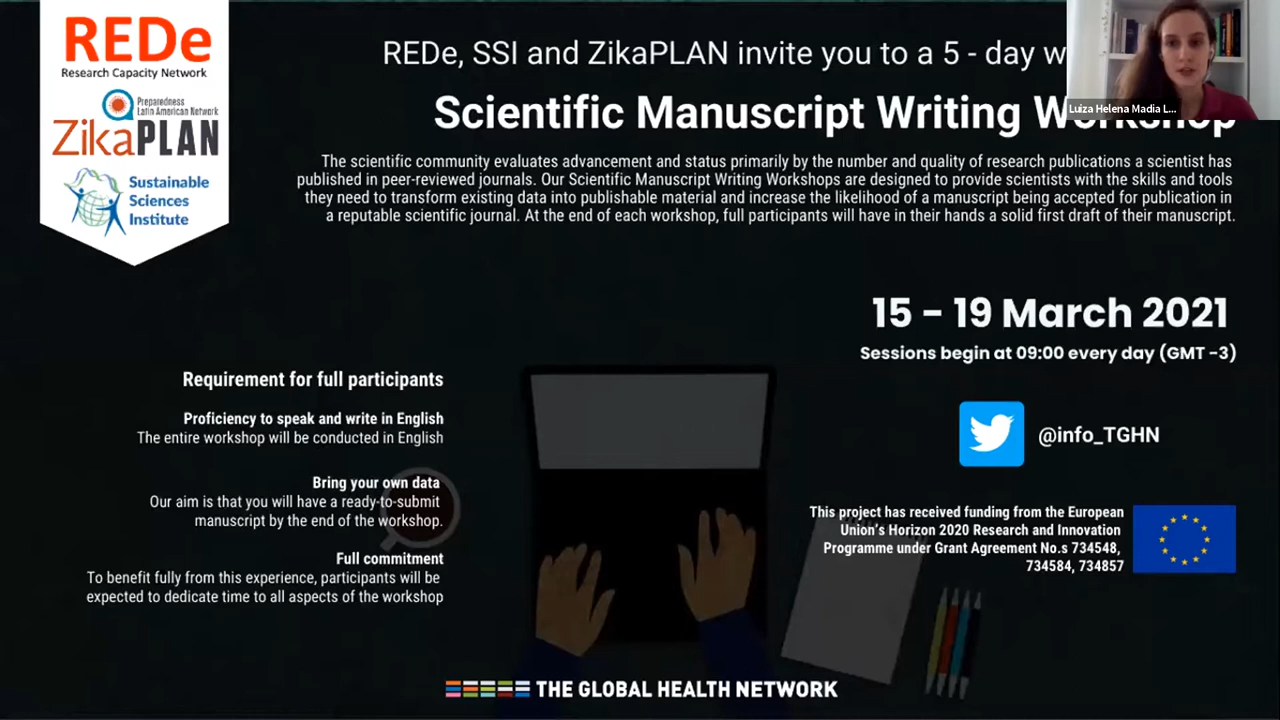 REDe
Research Capacity Network
Preparedness
Latin American Network
ZikaPLAN
Sustainable
Sciences
Institute
REDe, SSI and ZikaPLAN invite you to a 5 - day
Luiza Helena Madia L...
Scientific Manuscript Writing Workshop
The scientific community evaluates advancement and status primarily by the number and quality of research publications a scientist has
published in peer-reviewed journals. Our Scientific Manuscript Writing Workshops are designed to provide scientists with the skills and tools
they need to transform existing data into publishable material and increase the likelihood of a manuscript being accepted for publication in
a reputable scientific journal. At the end of each workshop, full participants will have in their hands a solid first draft of their manuscript.
15 - 19 March 2021
Sessions begin at 09:00 every day (GMT -3)
Requirement for full participants
Proficiency to speak and write in English
The entire workshop will be conducted in English
Bring your own data
Our aim is that you will have a ready-to-submit
manuscript by the end of the workshop.
Full commitment
To benefit fully from this experience, participants will be
expected to dedicate time to all aspects of the workshop
@info_TGHN
This project has received funding from the European
Union's Horizon 2020 Research and Innovation
Programme under Grant Agreement No.s 734548,
734584, 734857
THE GLOBAL HEALTH NETWORK